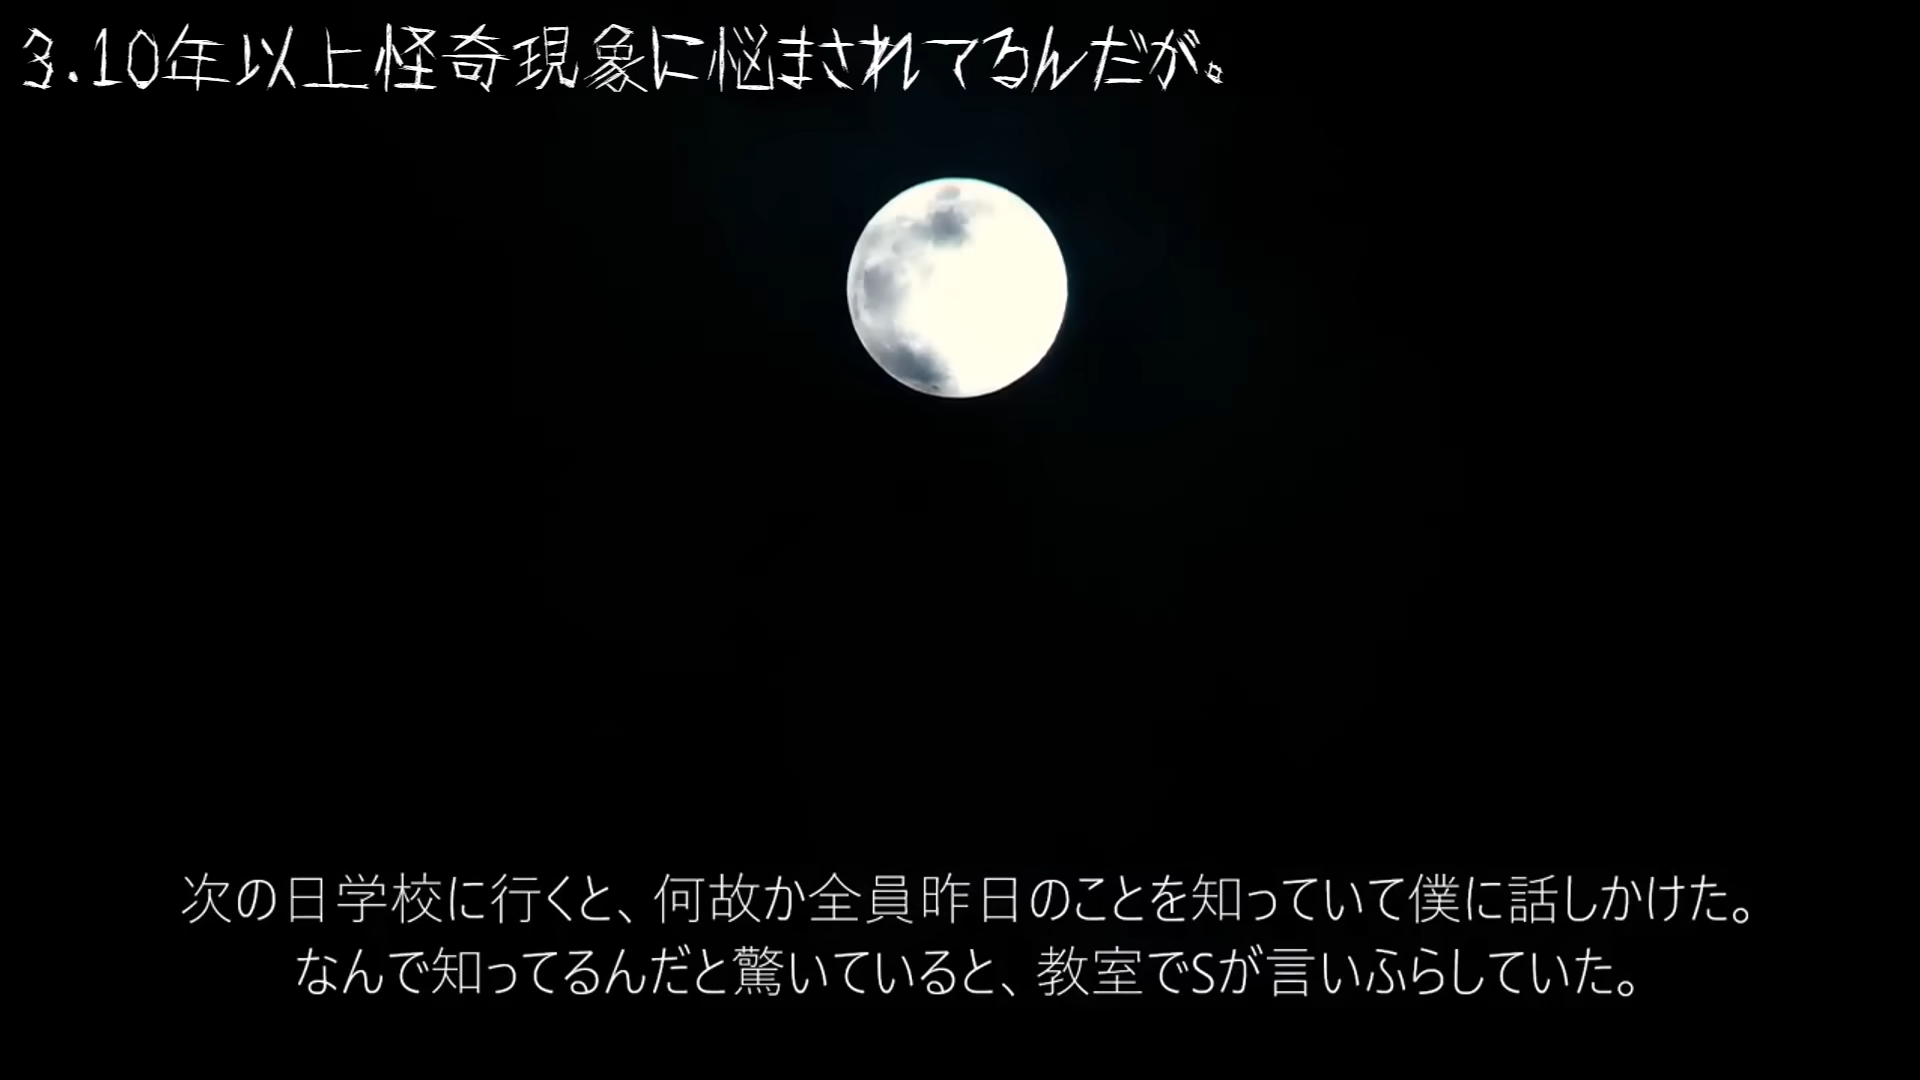 3.10年以上怪奇現象に悩まされてるんだが。
次の日学校に行くと、何故か全員昨日のことを知っていて僕に話しかけた。
なんで知ってるんだと驚いていると、教室でSが言いふらしていた。